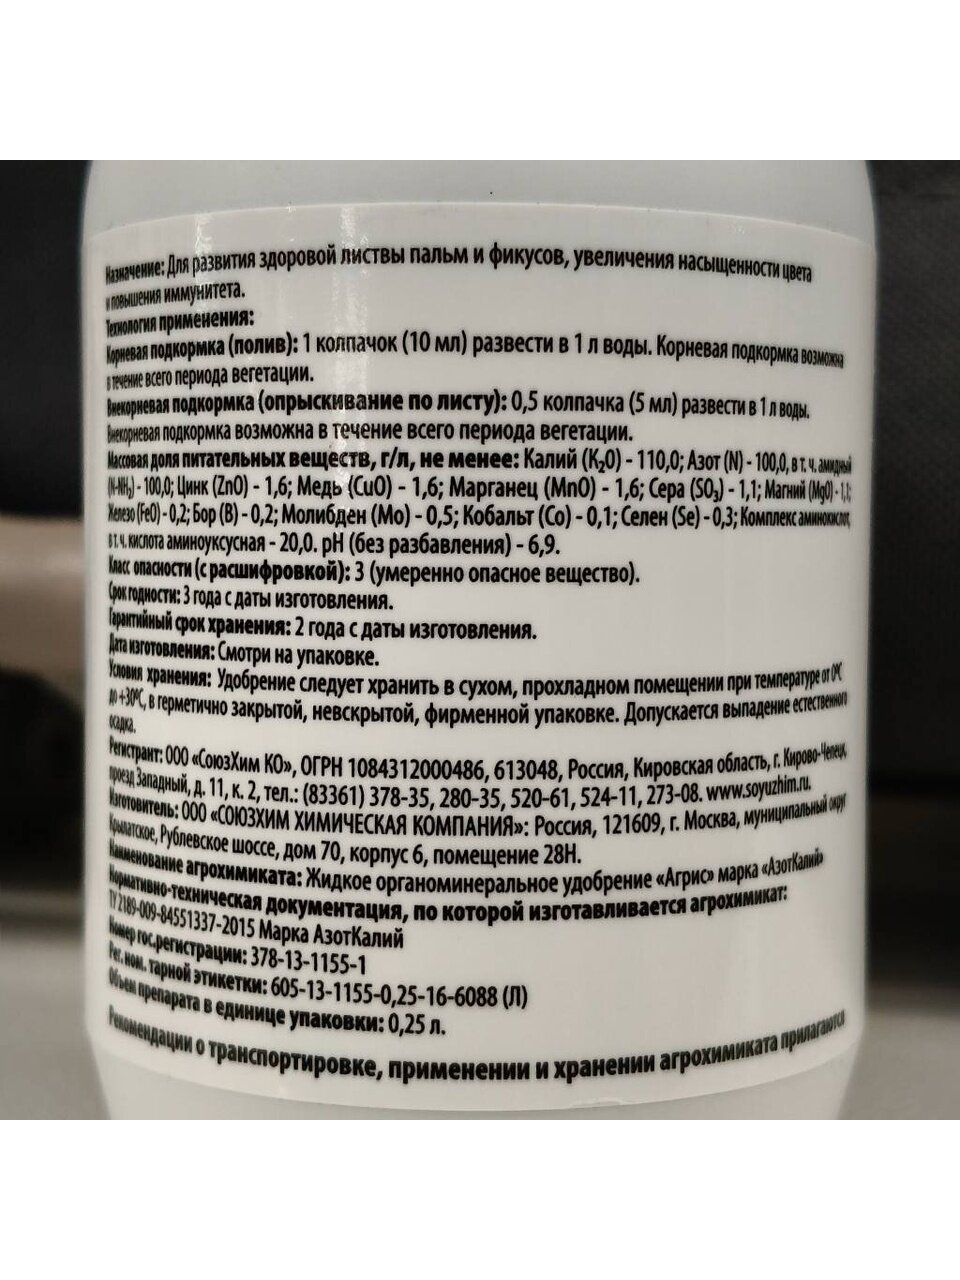 Назначение: Для развития здоровой листвы пальм и фикусов, увеличения насыщенности цвета
и повышения иммунитета.
Технология применения:
Корневая подкормка (полив): 1 колпачок (10 мл) развести в 1 л воды. Корневая подкормка возможна
в течение всего периода вегетации.
Внекорневая подкормка (опрыскивание по листу): 0,5 колпачка (5 мл) развести в 1 л воды.
Внекорневая подкормка возможна в течение всего периода вегетации.
Массовая доля питательных веществ, г/л, не менее: Калий (K₂O) - 110,0; Азот (N) - 100,0, в т. ч. амидный
(N-NH₂) - 100,0; Цинк (ZnO) - 1,6; Медь (CuO) - 1,6; Марганец (MnO) - 1,6; Сера (SO₃) - 1,1; Магний (MgO) - 1,1;
Железо (FeO) - 0,2; Бор (B) - 0,2; Молибден (Mo) - 0,5; Кобальт (Co) - 0,1; Селен (Se) - 0,3; Комплекс аминокислот,
в т. ч. кислота аминоуксусная - 20,0. pH (без разбавления) - 6,9.
Класс опасности (с расшифровкой): 3 (умеренно опасное вещество).
Срок годности: 3 года с даты изготовления.
Гарантийный срок хранения: 2 года с даты изготовления.
Дата изготовления: Смотри на упаковке.
Условия хранения: Удобрение следует хранить в сухом, прохладном помещении при температуре от 0°С
до +30°С, в герметично закрытой, невскрытой, фирменной упаковке. Допускается выпадение естественного
осадка.
Регистрант: ООО «СоюзХим КО», ОГРН 1084312000486, 613048, Россия, Кировская область, г. Кирово-Чепецк,
проезд Западный, д. 11, к. 2, тел.: (83361) 378-35, 280-35, 520-61, 524-11, 273-08. www.soyuzhim.ru.
Изготовитель: ООО «СОЮЗХИМ ХИМИЧЕСКАЯ КОМПАНИЯ»: Россия, 121609, г. Москва, муниципальный округ
Крылатское, Рублевское шоссе, дом 70, корпус 6, помещение 28Н.
Наименование агрохимиката: Жидкое органоминеральное удобрение «Агрис» марка «АзотКалий»
Нормативно-техническая документация, по которой изготавливается агрохимикат:
ТУ 2189-009-84551337-2015 Марка АзотКалий
Номер гос.регистрации: 378-13-1155-1
Рег. ном. тарной этикетки: 605-13-1155-0,25-16-6088 (Л)
Объем препарата в единице упаковки: 0,25 л.
Рекомендации о транспортировке, применении и хранении агрохимиката прилагаются